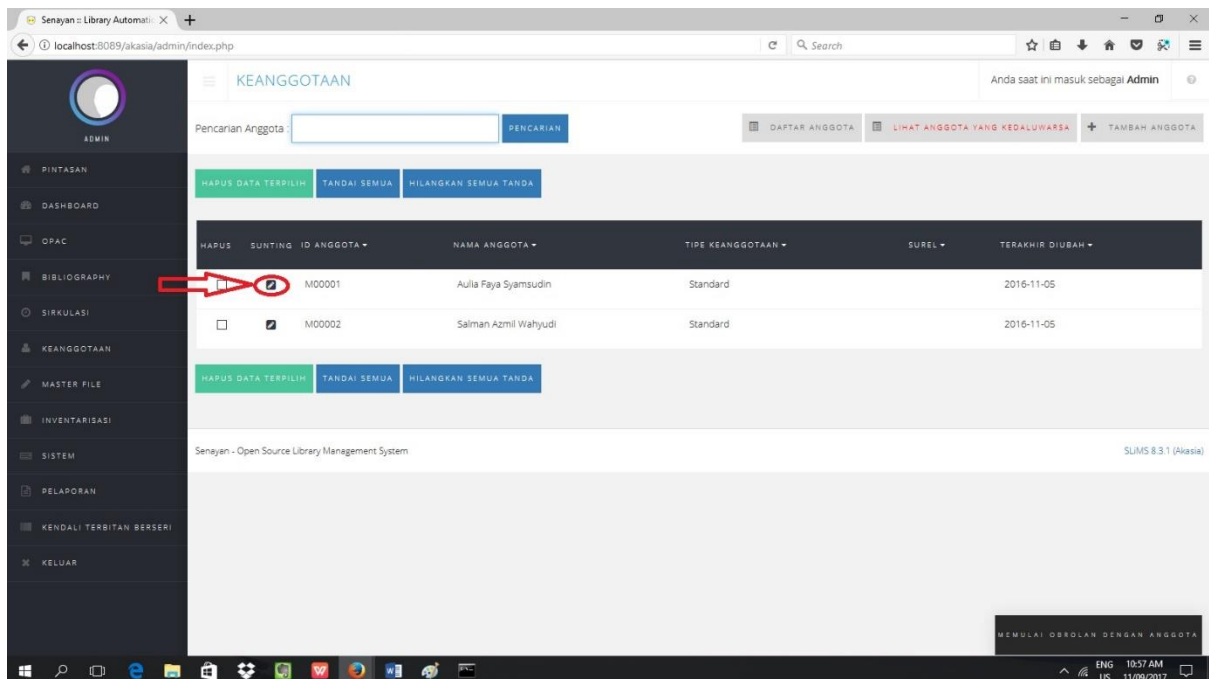 Senayan :: Library Automatic
localhost:8089/akasia/admin/index.php
Search
ADMIN
KEANGGOTAAN
Anda saat ini masuk sebagai Admin
Pencarian Anggota :
PENCARIAN
DAFTAR ANGGOTA
LIHAT ANGGOTA YANG KEDALUWARSA
TAMBAH ANGGOTA
PINTASAN
DASHBOARD
OPAC
BIBLIOGRAPHY
SIRKULASI
KEANGGOTAAN
MASTER FILE
INVENTARISASI
SISTEM
PELAPORAN
KENDALI TERBITAN BERSERI
KELUAR
HAPUS DATA TERPILIH TANDAI SEMUA HILANGKAN SEMUA TANDA
HAPUS SUNTING ID ANGGOTA NAMA ANGGOTA TIPE KEANGGOTAAN SUREL TERAKHIR DIUBAH
M00001 Aulia Faya Syamsudin Standard 2016-11-05
M00002 Salman Azmil Wahyudi Standard 2016-11-05
HAPUS DATA TERPILIH TANDAI SEMUA HILANGKAN SEMUA TANDA
Senayan - Open Source Library Management System
SLiMS 8.3.1 (Akasia)
MEMULAI OBROLAN DENGAN ANGGOTA
ENG 10:57 AM
US 11/09/2017